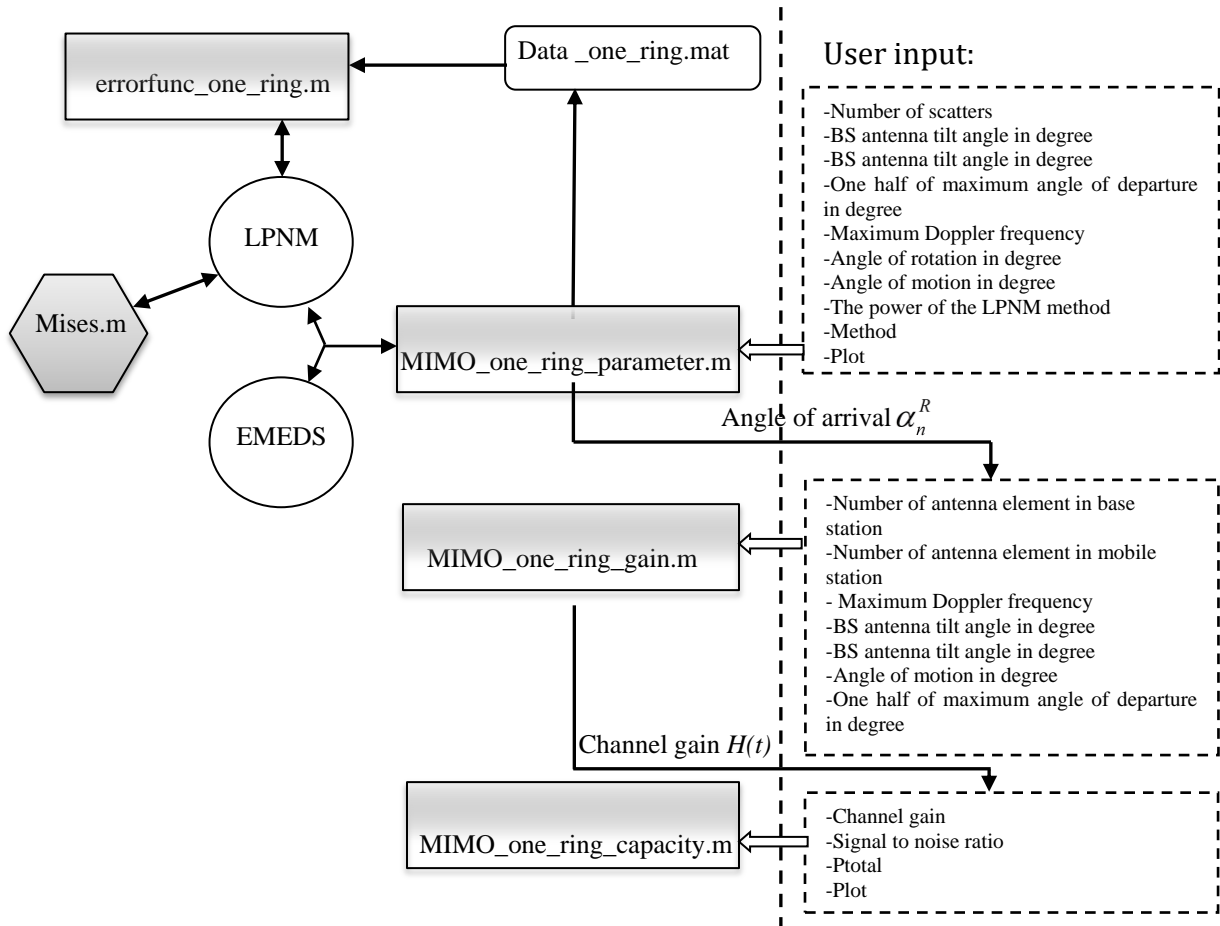 Data _one_ring.mat
errorfunc_one_ring.m
LPNM
Mises.m
MIMO_one_ring_parameter.m
EMEDS
Angle of arrival α_n^R
MIMO_one_ring_gain.m
Channel gain H(t)
MIMO_one_ring_capacity.m
User input:
-Number of scatters
-BS antenna tilt angle in degree
-BS antenna tilt angle in degree
-One half of maximum angle of departure
in degree
-Maximum Doppler frequency
-Angle of rotation in degree
-Angle of motion in degree
-The power of the LPNM method
-Method
-Plot
-Number of antenna element in base
station
-Number of antenna element in mobile
station
- Maximum Doppler frequency
-BS antenna tilt angle in degree
-BS antenna tilt angle in degree
-Angle of motion in degree
-One half of maximum angle of departure
in degree
-Channel gain
-Signal to noise ratio
-Ptotal
-Plot